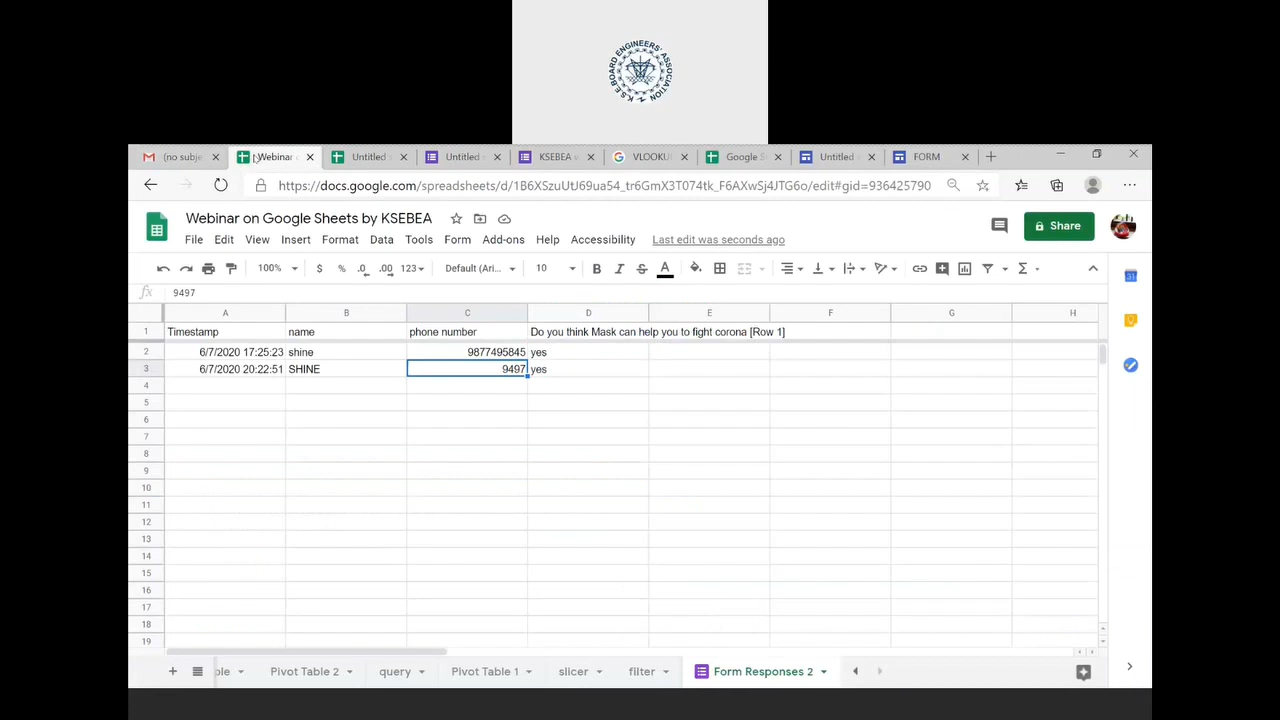 K.S.E.BOARD ENGINEERS' ASSOCIATION
(no subje
Webinar
Untitled
Untitled
KSEBEA v
VLOOKU
Google S
Untitled
FORM
https://docs.google.com/spreadsheets/d/1B6XSzuUtJ69ua54_tr6GmX3T074tk_F6AXwSj4JTG6o/edit#gid=936425790
Webinar on Google Sheets by KSEBEA
Share
File Edit View Insert Format Data Tools Form Add-ons Help Accessibility Last edit was seconds ago
100% $ % .0 .00 123 Default (Ari... 10 B I S A Σ
fx 9497
A B C D E F G H
1 Timestamp name phone number Do you think Mask can help you to fight corona [Row 1]
2 6/7/2020 17:25:23 shine 9877495845 yes
3 6/7/2020 20:22:51 SHINE 9497 yes
4
5
6
7
8
9
10
11
12
13
14
15
16
17
18
19
ple Pivot Table 2 query Pivot Table 1 slicer filter Form Responses 2